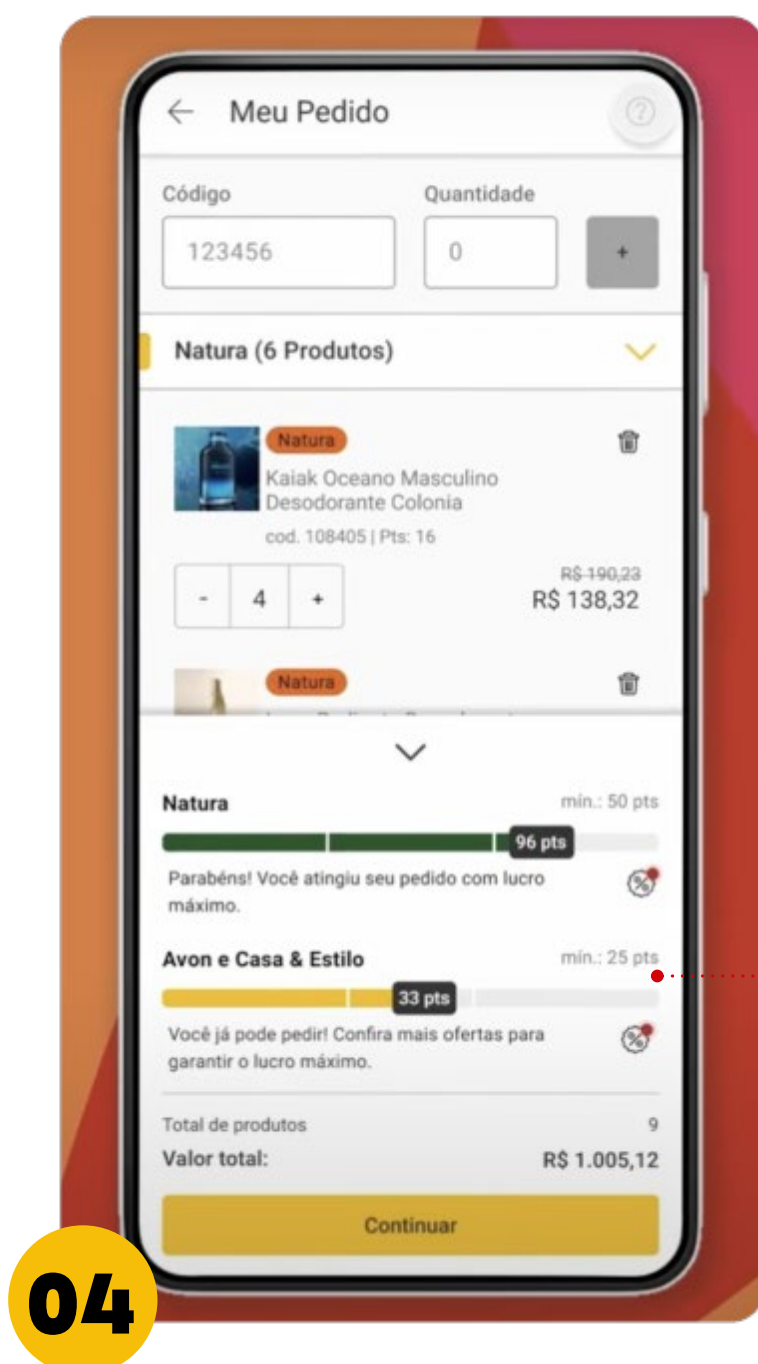 Meu Pedido
?
Código Quantidade
123456 0 +
Natura (6 Produtos)
Natura
Kaiak Oceano Masculino
Desodorante Colonia
cod. 108405 | Pts: 16
R$ 190,23
- 4 + R$ 138,32
Natura
Natura mín.: 50 pts
96 pts
Parabéns! Você atingiu seu pedido com lucro
máximo.
%
Avon e Casa & Estilo mín.: 25 pts
33 pts
Você já pode pedir! Confira mais ofertas para
garantir o lucro máximo.
%
Total de produtos 9
Valor total: R$ 1.005,12
Continuar
04